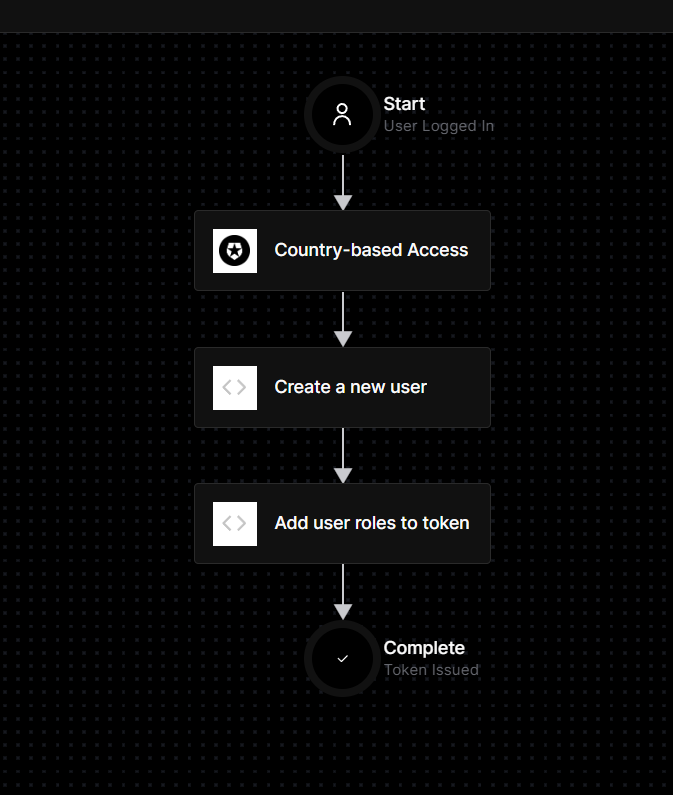 Start
User Logged In
Country-based Access
Create a new user
Add user roles to token
Complete
Token Issued